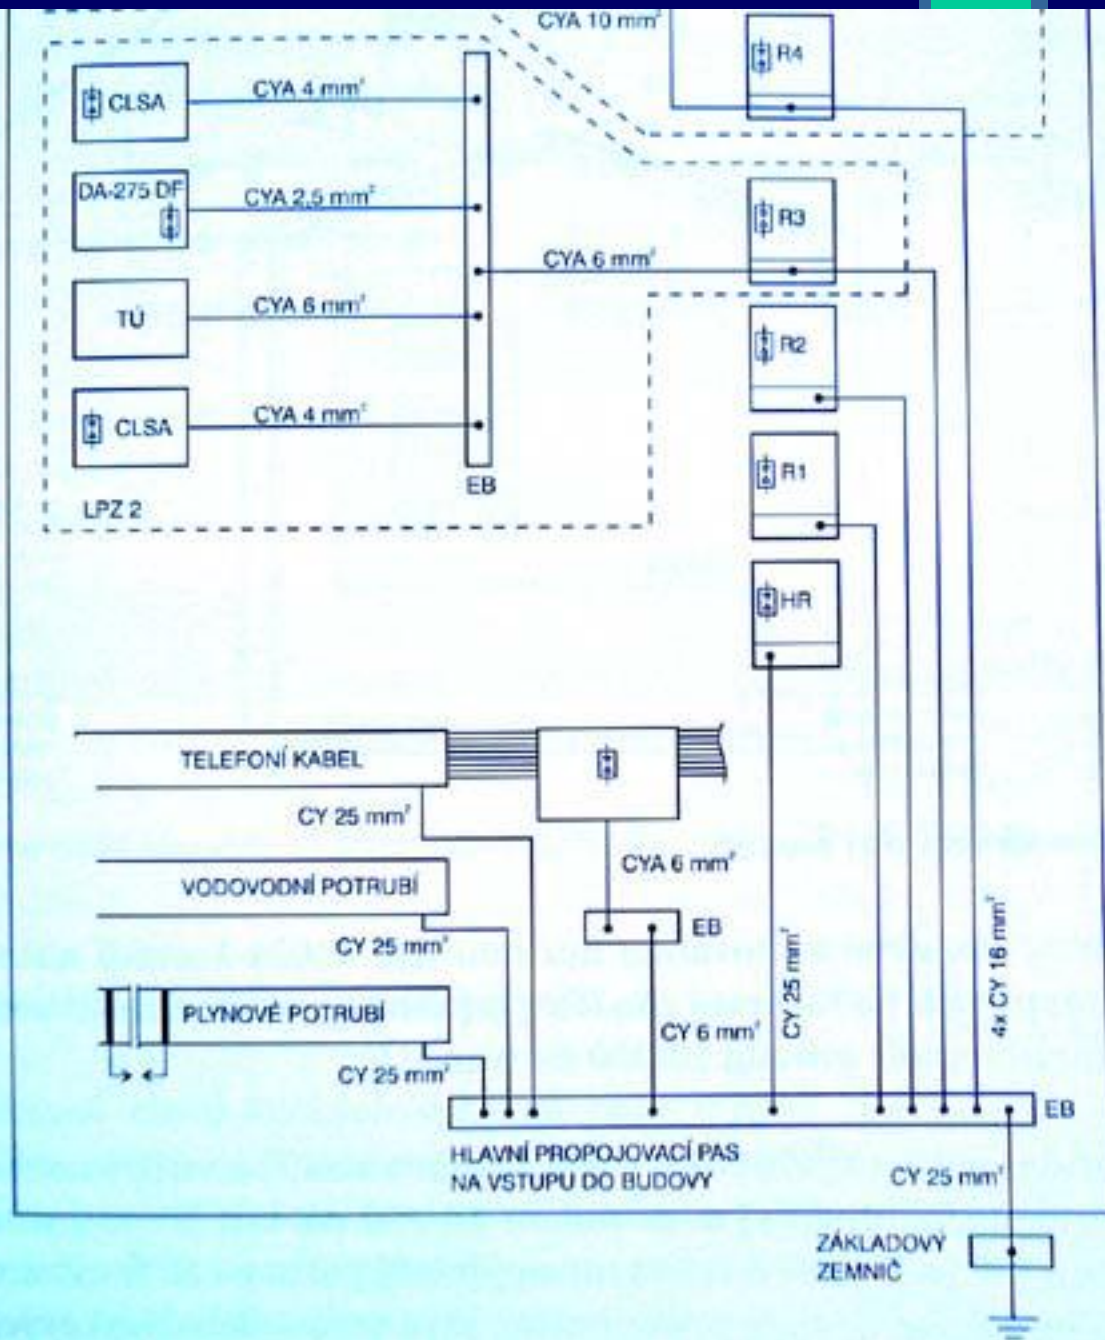 CYA 10 mm²
R4
CLSA
CYA 4 mm²
DA-275 DF
CYA 2,5 mm²
R3
CYA 6 mm²
TÚ
CYA 6 mm²
R2
CLSA
CYA 4 mm²
EB
R1
LPZ 2
HR
TELEFONÍ KABEL
CY 25 mm²
CYA 6 mm²
VODOVODNÍ POTRUBÍ
CY 25 mm²
EB
PLYNOVÉ POTRUBÍ
CY 25 mm²
CY 6 mm²
CY 25 mm²
4x CY 16 mm²
EB
HLAVNÍ PROPOJOVACÍ PAS
NA VSTUPU DO BUDOVY
CY 25 mm²
ZÁKLADOVÝ
ZEMNIČ